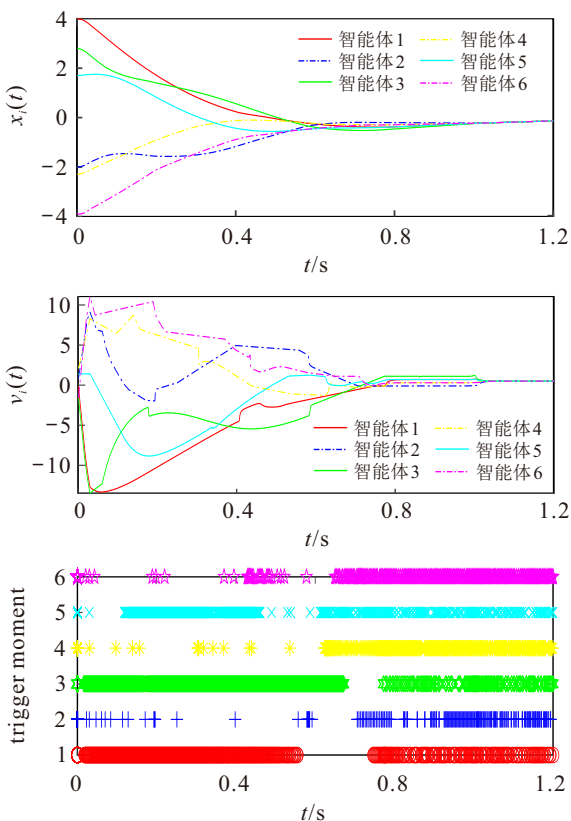 4
2
0
−2
−4
x_i(t)
智能体1 智能体4
智能体2 智能体5
智能体3 智能体6
0 0.4 0.8 1.2
t/s
10
5
0
−5
−10
v_i(t)
智能体1 智能体4
智能体2 智能体5
智能体3 智能体6
0 0.4 0.8 1.2
t/s
6
5
4
3
2
1
trigger moment
0 0.4 0.8 1.2
t/s